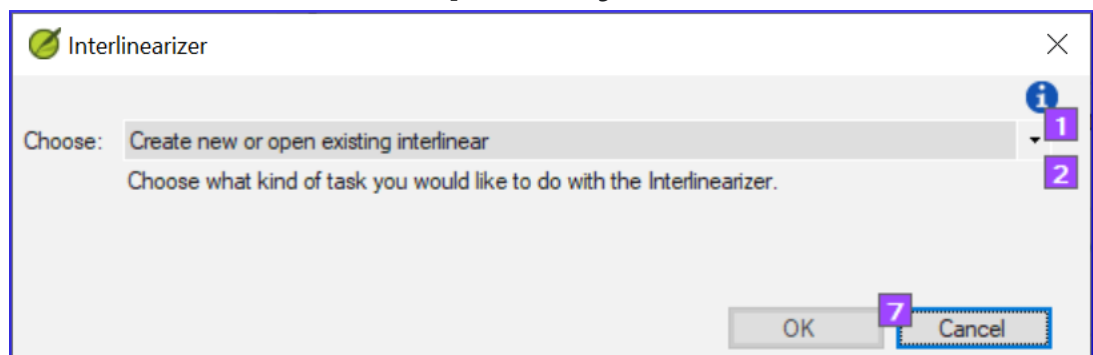 Interlinearizer
1
Choose: Create new or open existing interlinear
Choose what kind of task you would like to do with the Interlinearizer.
2
OK
7
Cancel